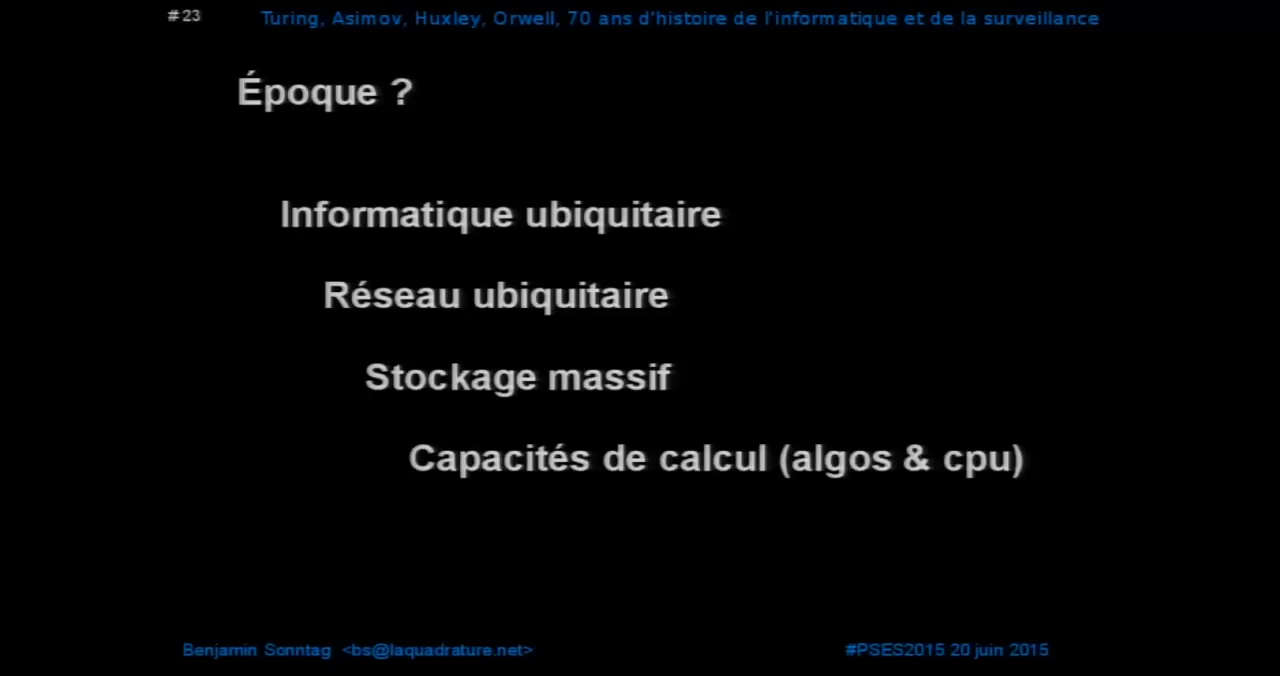 #23
Turing, Asimov, Huxley, Orwell, 70 ans d'histoire de l'informatique et de la surveillance
Époque ?
Informatique ubiquitaire
Réseau ubiquitaire
Stockage massif
Capacités de calcul (algos & cpu)
Benjamin Sonntag <bs@laquadrature.net>
#PSES2015 20 juin 2015